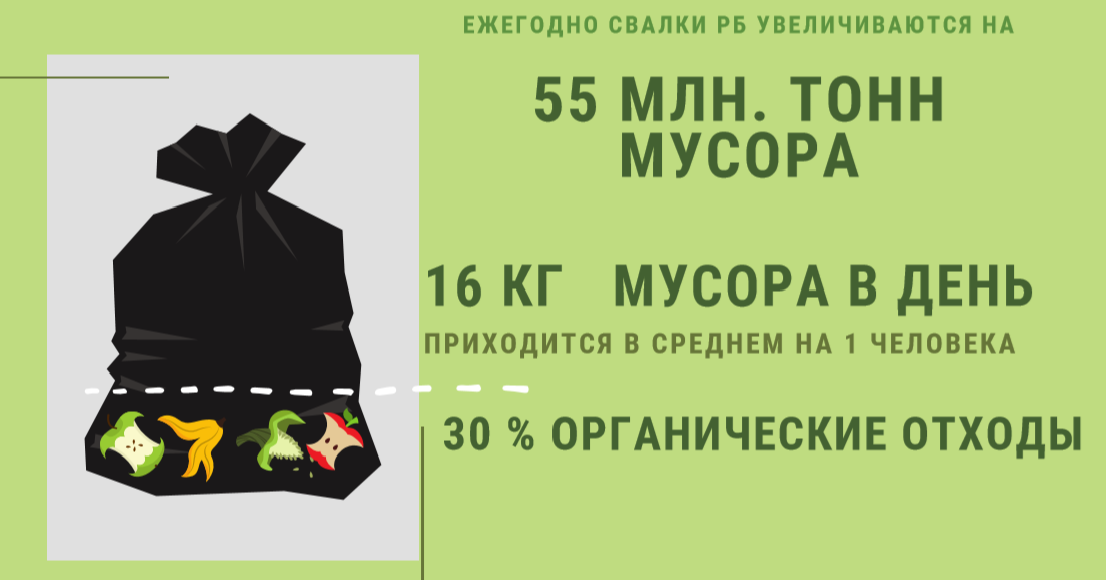 ЕЖЕГОДНО СВАЛКИ РБ УВЕЛИЧИВАЮТСЯ НА
55 МЛН. ТОНН
МУСОРА
16 КГ МУСОРА В ДЕНЬ
ПРИХОДИТСЯ В СРЕДНЕМ НА 1 ЧЕЛОВЕКА
30 % ОРГАНИЧЕСКИЕ ОТХОДЫ